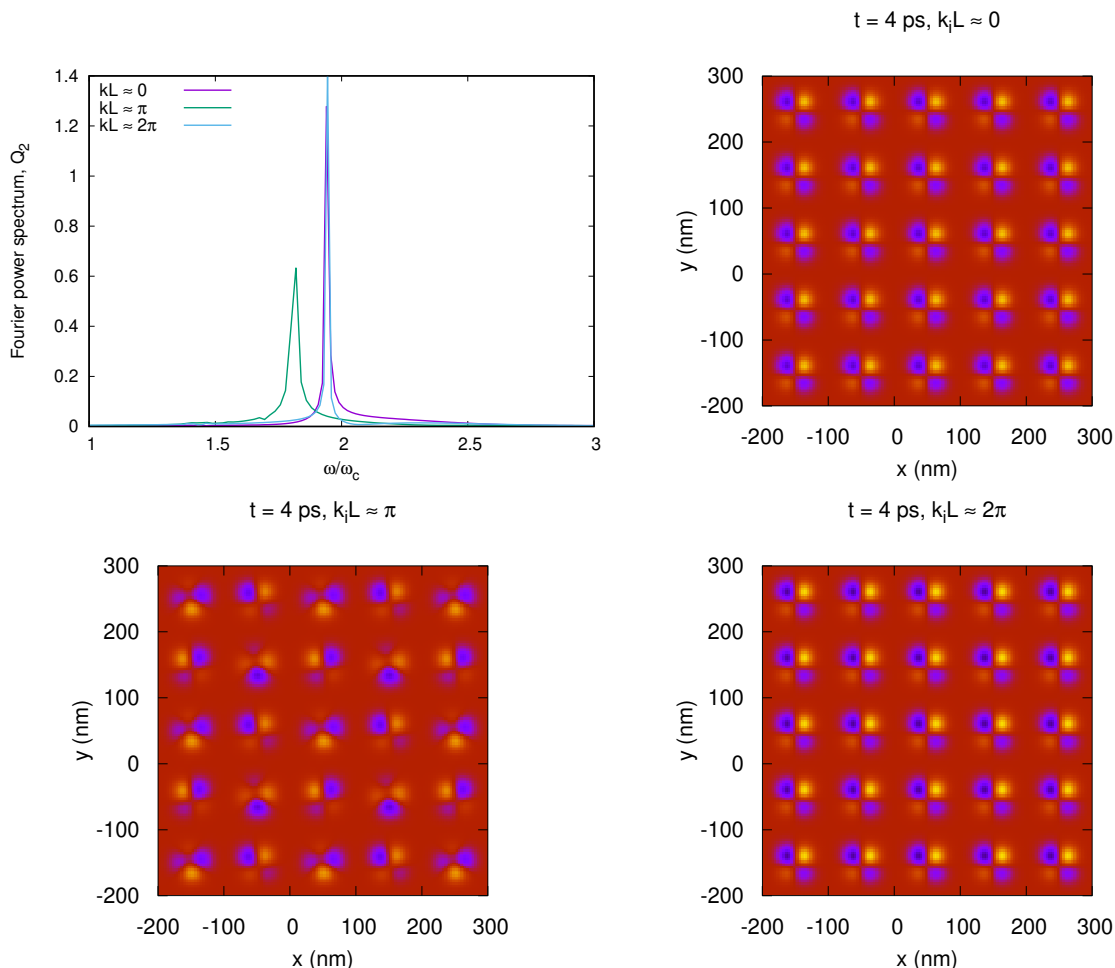 t = 4 ps, kᵢL ≈ 0
Fourier power spectrum, Q₂
1.4
1.2
1
0.8
0.6
0.4
0.2
0
kL ≈ 0
kL ≈ π
kL ≈ 2π
1 1.5 2 2.5 3
ω/ω_c
y (nm)
300
200
100
0
-100
-200
-200 -100 0 100 200 300
x (nm)
t = 4 ps, kᵢL ≈ π
y (nm)
300
200
100
0
-100
-200
-200 -100 0 100 200 300
x (nm)
t = 4 ps, kᵢL ≈ 2π
y (nm)
300
200
100
0
-100
-200
-200 -100 0 100 200 300
x (nm)